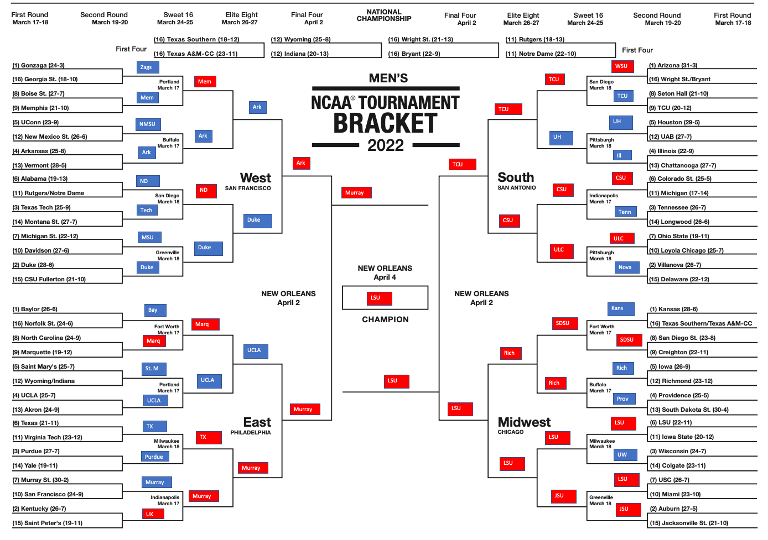 First Round
March 17-18
Second Round
March 19-20
Sweet 16
March 24-25
Elite Eight
March 26-27
Final Four
April 2
NATIONAL
CHAMPIONSHIP
Final Four
April 2
Elite Eight
March 26-27
Sweet 16
March 24-25
Second Round
March 19-20
First Round
March 17-18
First Four
(16) Texas Southern (18-12)
(16) Texas A&M-CC (23-11)
(12) Wyoming (25-8)
(12) Indiana (20-13)
(16) Wright St. (21-13)
(16) Bryant (22-9)
(11) Rutgers (18-13)
(11) Notre Dame (22-10)
First Four
MEN'S
NCAA® TOURNAMENT
BRACKET
2022
(1) Gonzaga (24-3)
(16) Georgia St. (18-10)
(8) Boise St. (27-7)
(9) Memphis (21-10)
(5) UConn (23-9)
(12) New Mexico St. (26-6)
(4) Arkansas (25-8)
(13) Vermont (28-5)
(6) Alabama (19-13)
(11) Rutgers/Notre Dame
(3) Texas Tech (25-9)
(14) Montana St. (27-7)
(7) Michigan St. (22-12)
(10) Davidson (27-6)
(2) Duke (28-6)
(15) CSU Fullerton (21-10)
Zags
Portland
March 17
Mem
NMSU
Buffalo
March 17
Ark
ND
San Diego
March 18
Tech
MSU
Greenville
March 18
Duke
Mem
Ark
ND
Duke
Ark
Duke
Ark
West
SAN FRANCISCO
Murray
(1) Baylor (26-6)
(16) Norfolk St. (24-6)
(8) North Carolina (24-9)
(9) Marquette (19-12)
(5) Saint Mary's (25-7)
(12) Wyoming/Indiana
(4) UCLA (25-7)
(13) Akron (24-9)
(6) Texas (21-11)
(11) Virginia Tech (23-12)
(3) Purdue (27-7)
(14) Yale (19-11)
(7) Murray St. (30-2)
(10) San Francisco (24-9)
(2) Kentucky (26-7)
(15) Saint Peter's (19-11)
Bay
Fort Worth
March 17
Marq
St. M
Portland
March 17
UCLA
TX
Milwaukee
March 18
Purdue
Murray
Indianapolis
March 17
UK
Marq
UCLA
TX
Murray
UCLA
Murray
Murray
East
PHILADELPHIA
NEW ORLEANS
April 2
NEW ORLEANS
April 4
LSU
CHAMPION
NEW ORLEANS
April 2
LSU
TCU
South
SAN ANTONIO
TCU
CSU
TCU
UH
CSU
ULC
WSU
San Diego
March 18
TCU
UH
Pittsburgh
March 18
Ill
CSU
Indianapolis
March 17
Tenn
ULC
Pittsburgh
March 18
Nova
(1) Arizona (31-3)
(16) Wright St./Bryant
(8) Seton Hall (21-10)
(9) TCU (20-12)
(5) Houston (29-5)
(12) UAB (27-7)
(4) Illinois (22-9)
(13) Chattanooga (27-7)
(6) Colorado St. (25-5)
(11) Michigan (17-14)
(3) Tennessee (26-7)
(14) Longwood (26-6)
(7) Ohio State (19-11)
(10) Loyola Chicago (25-7)
(2) Villanova (26-7)
(15) Delaware (22-12)
LSU
Midwest
CHICAGO
Rich
LSU
SDSU
Rich
LSU
JSU
Kans
Fort Worth
March 17
SDSU
Rich
Buffalo
March 17
Prov
LSU
Milwaukee
March 18
UW
LSU
Greenville
March 18
JSU
(1) Kansas (28-6)
(16) Texas Southern/Texas A&M-CC
(8) San Diego St. (23-8)
(9) Creighton (22-11)
(5) Iowa (26-9)
(12) Richmond (23-12)
(4) Providence (25-5)
(13) South Dakota St. (30-4)
(6) LSU (22-11)
(11) Iowa State (20-12)
(3) Wisconsin (24-7)
(14) Colgate (23-11)
(7) USC (26-7)
(10) Miami (23-10)
(2) Auburn (27-5)
(15) Jacksonville St. (21-10)